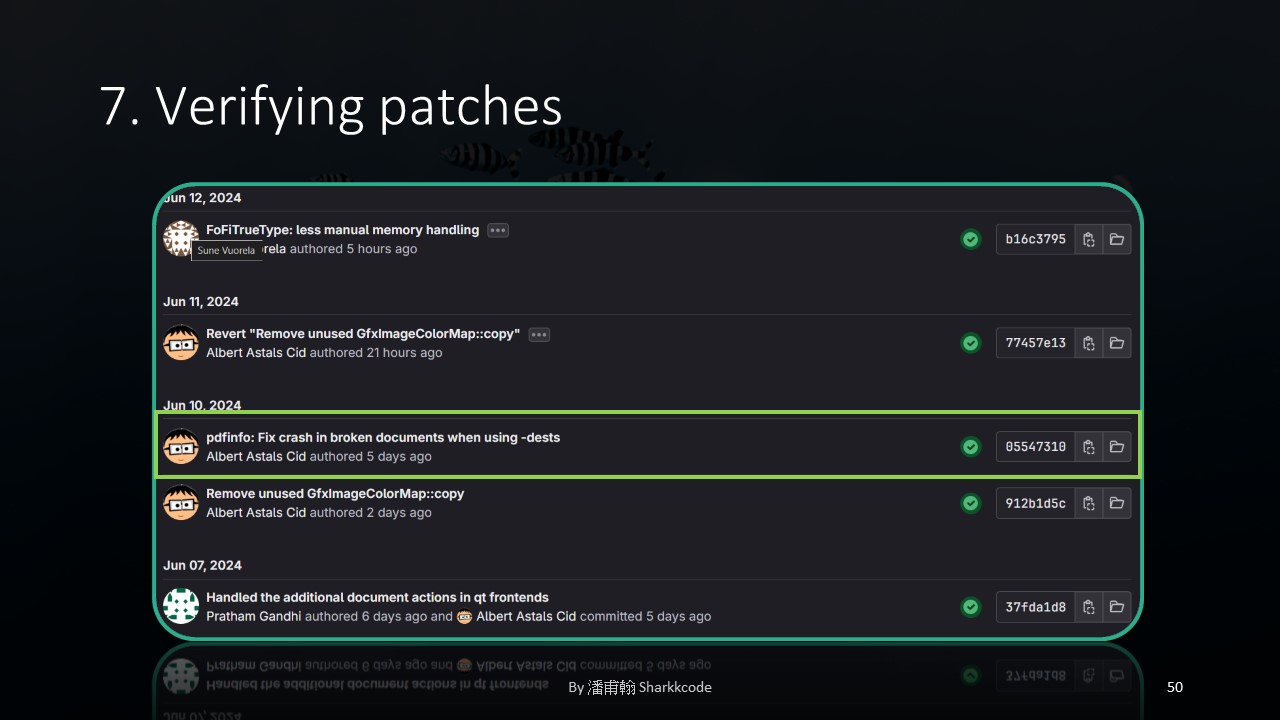 7. Verifying patches
Jun 12, 2024
FoFiTrueType: less manual memory handling
Sune Vuorela
rela authored 5 hours ago
b16c3795
Jun 11, 2024
Revert "Remove unused GfxImageColorMap::copy"
Albert Astals Cid authored 21 hours ago
77457e13
Jun 10, 2024
pdfinfo: Fix crash in broken documents when using -dests
Albert Astals Cid authored 5 days ago
05547310
Remove unused GfxImageColorMap::copy
Albert Astals Cid authored 2 days ago
912b1d5c
Jun 07, 2024
Handled the additional document actions in qt frontends
Pratham Gandhi authored 6 days ago and Albert Astals Cid committed 5 days ago
37fda1d8
By 潘甫翰 Sharkkcode
50